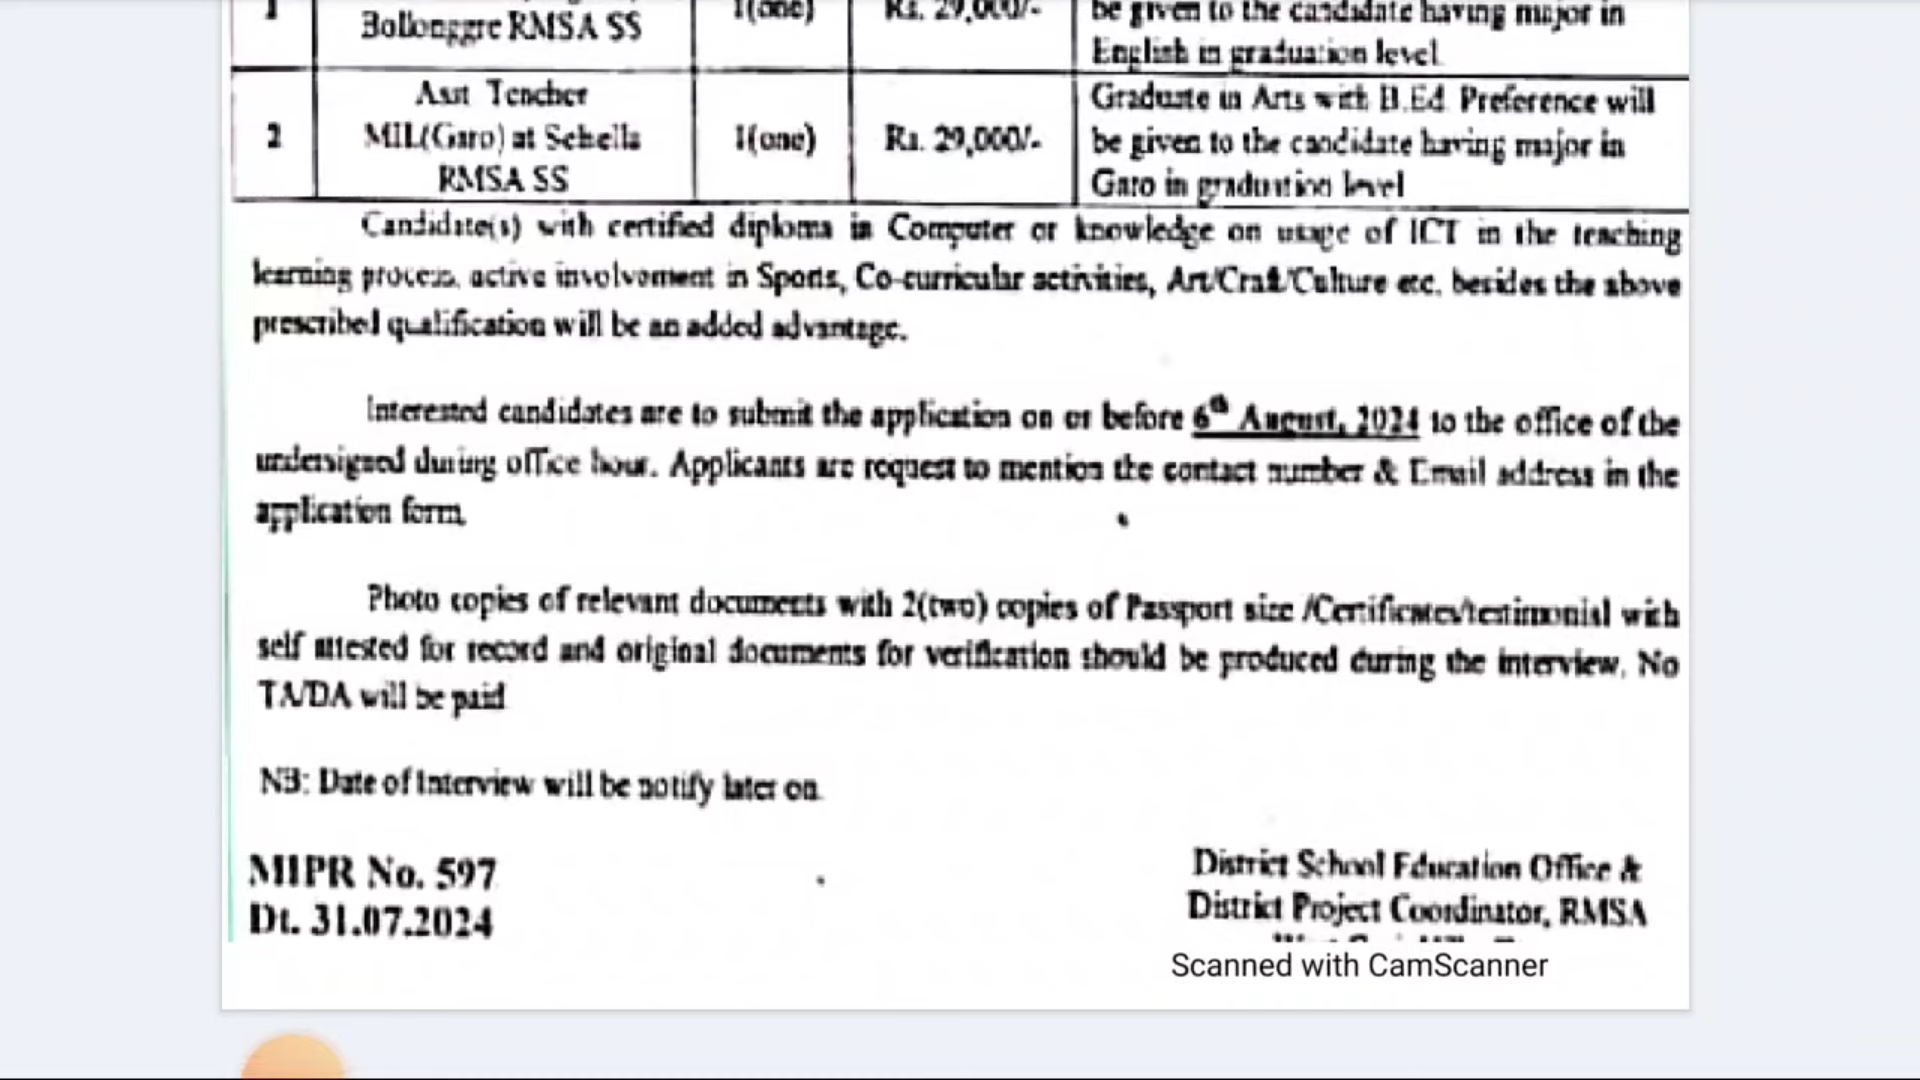 1
Bollonggre RMSA SS
1(one)
Rs. 29,000/-
be given to the candidate having major in
English in graduation level
2
Asst Teacher
MIL(Garo) at Selsella
RMSA SS
1(one)
Rs. 29,000/-
Graduate in Arts with B.Ed Preference will
be given to the candidate having major in
Garo in graduation level
Candidate(s) with certified diploma in Computer or knowledge on usage of ICT in the teaching
learning process, active involvement in Sports, Co-curricular activities, Art/Craft/Culture etc. besides the above
prescribed qualification will be an added advantage.
Interested candidates are to submit the application on or before 6th August, 2024 to the office of the
undersigned during office hour. Applicants are request to mention the contact number & Email address in the
application form.
Photo copies of relevant documents with 2(two) copies of Passport size /Certificates/testimonial with
self attested for record and original documents for verification should be produced during the interview. No
TA/DA will be paid
NB: Date of Interview will be notify later on.
MIPR No. 597
Dt. 31.07.2024
District School Education Office &
District Project Coordinator, RMSA
Scanned with CamScanner